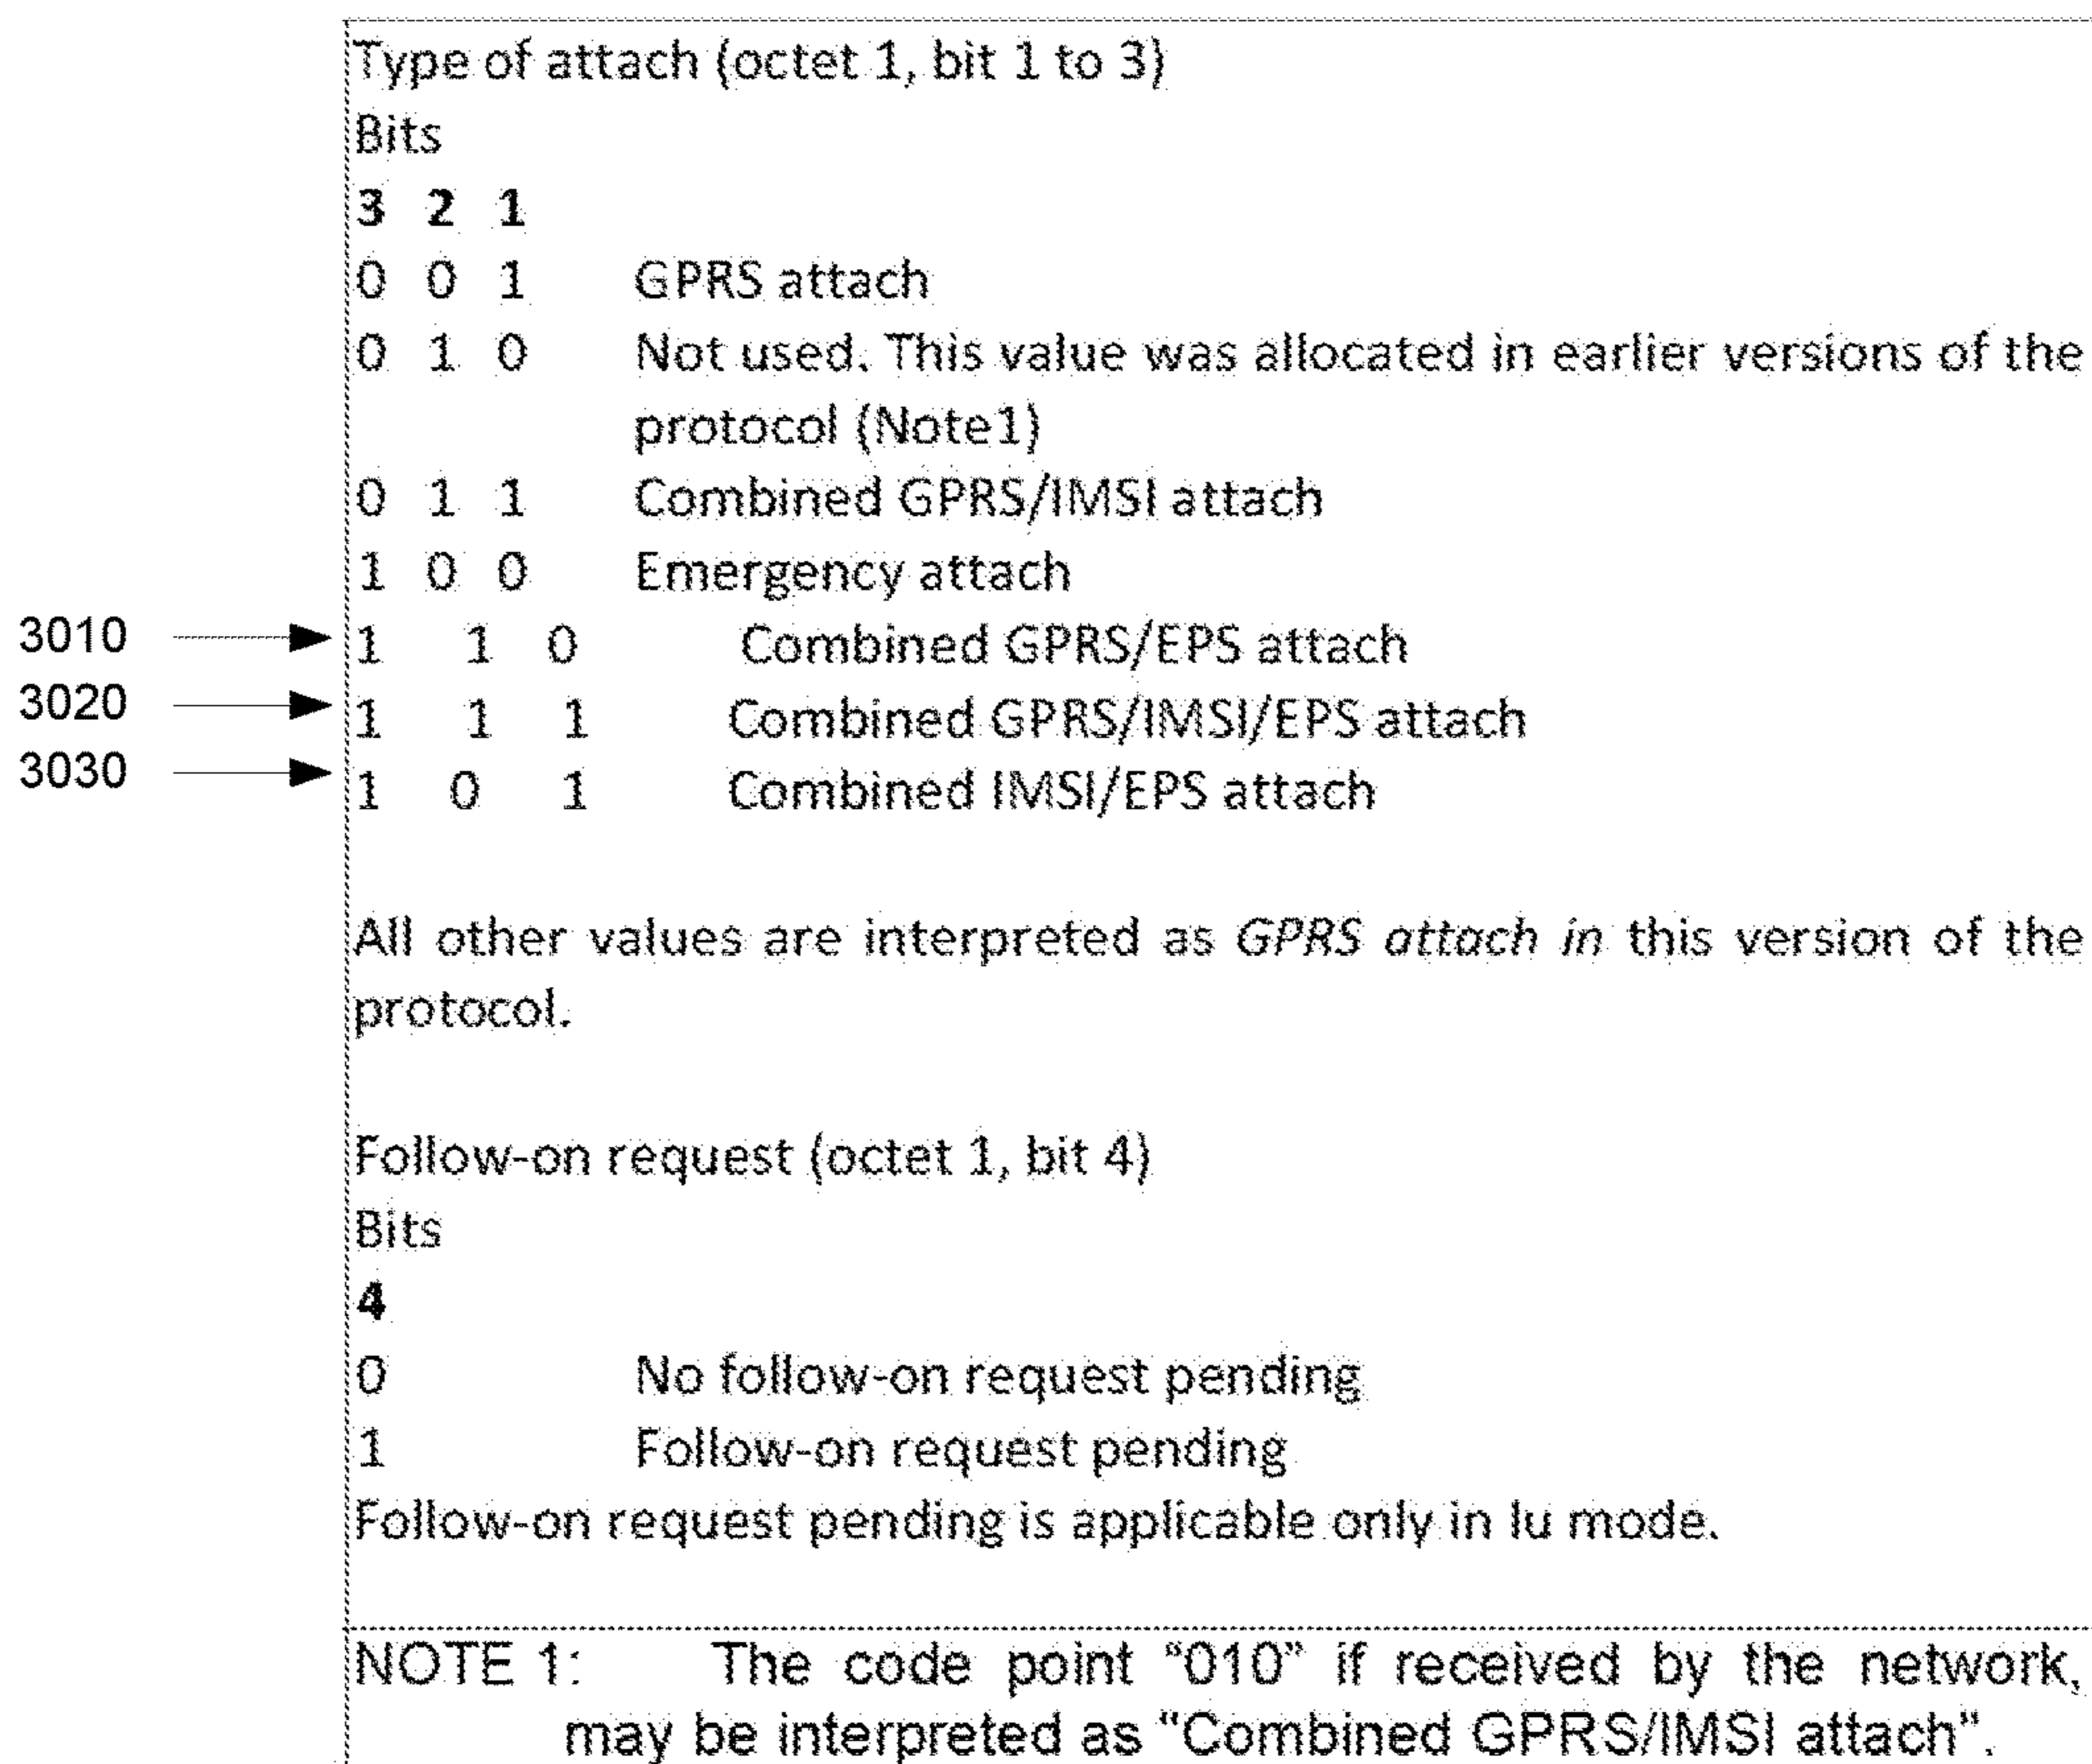 Type of attach (octet 1, bit 1 to 3)
Bits
3 2 1
0 0 1 GPRS attach
0 1 0 Not used. This value was allocated in earlier versions of the
protocol (Note1)
0 1 1 Combined GPRS/IMSI attach
1 0 0 Emergency attach
3010 1 1 0 Combined GPRS/EPS attach
3020 1 1 1 Combined GPRS/IMSI/EPS attach
3030 1 0 1 Combined IMSI/EPS attach
All other values are interpreted as GPRS attach in this version of the
protocol.
Follow-on request (octet 1, bit 4)
Bits
4
0 No follow-on request pending
1 Follow-on request pending
Follow-on request pending is applicable only in Iu mode.
NOTE 1: The code point “010” if received by the network,
may be interpreted as "Combined GPRS/IMSI attach".